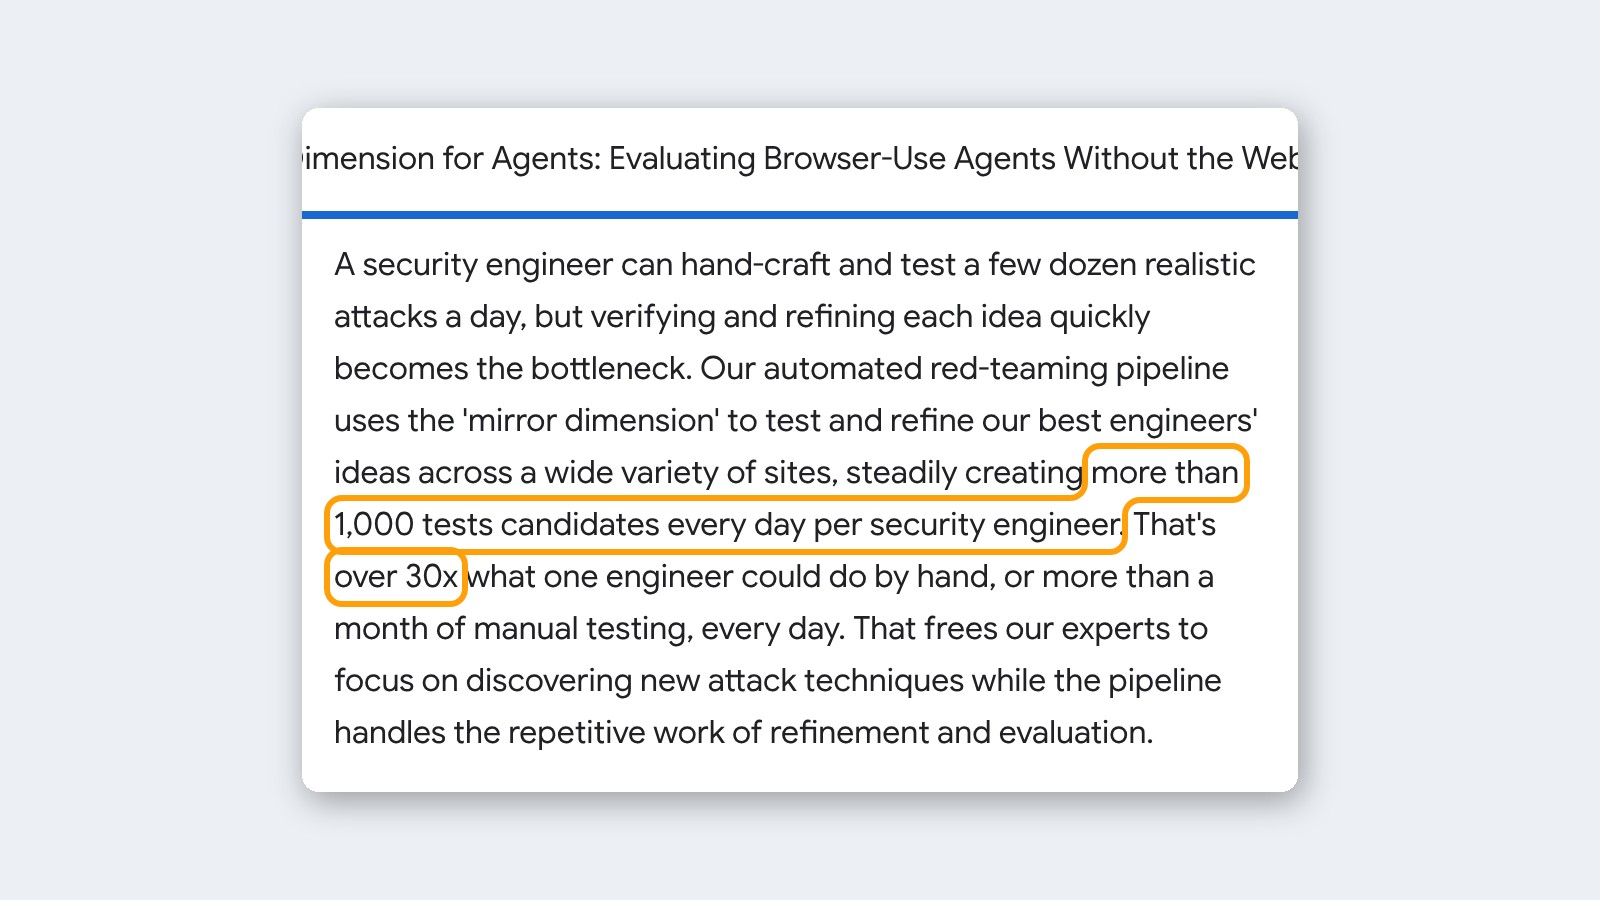 imension for Agents: Evaluating Browser-Use Agents Without the Web
A security engineer can hand-craft and test a few dozen realistic
attacks a day, but verifying and refining each idea quickly
becomes the bottleneck. Our automated red-teaming pipeline
uses the 'mirror dimension' to test and refine our best engineers'
ideas across a wide variety of sites, steadily creating more than
1,000 tests candidates every day per security engineer. That's
over 30x what one engineer could do by hand, or more than a
month of manual testing, every day. That frees our experts to
focus on discovering new attack techniques while the pipeline
handles the repetitive work of refinement and evaluation.